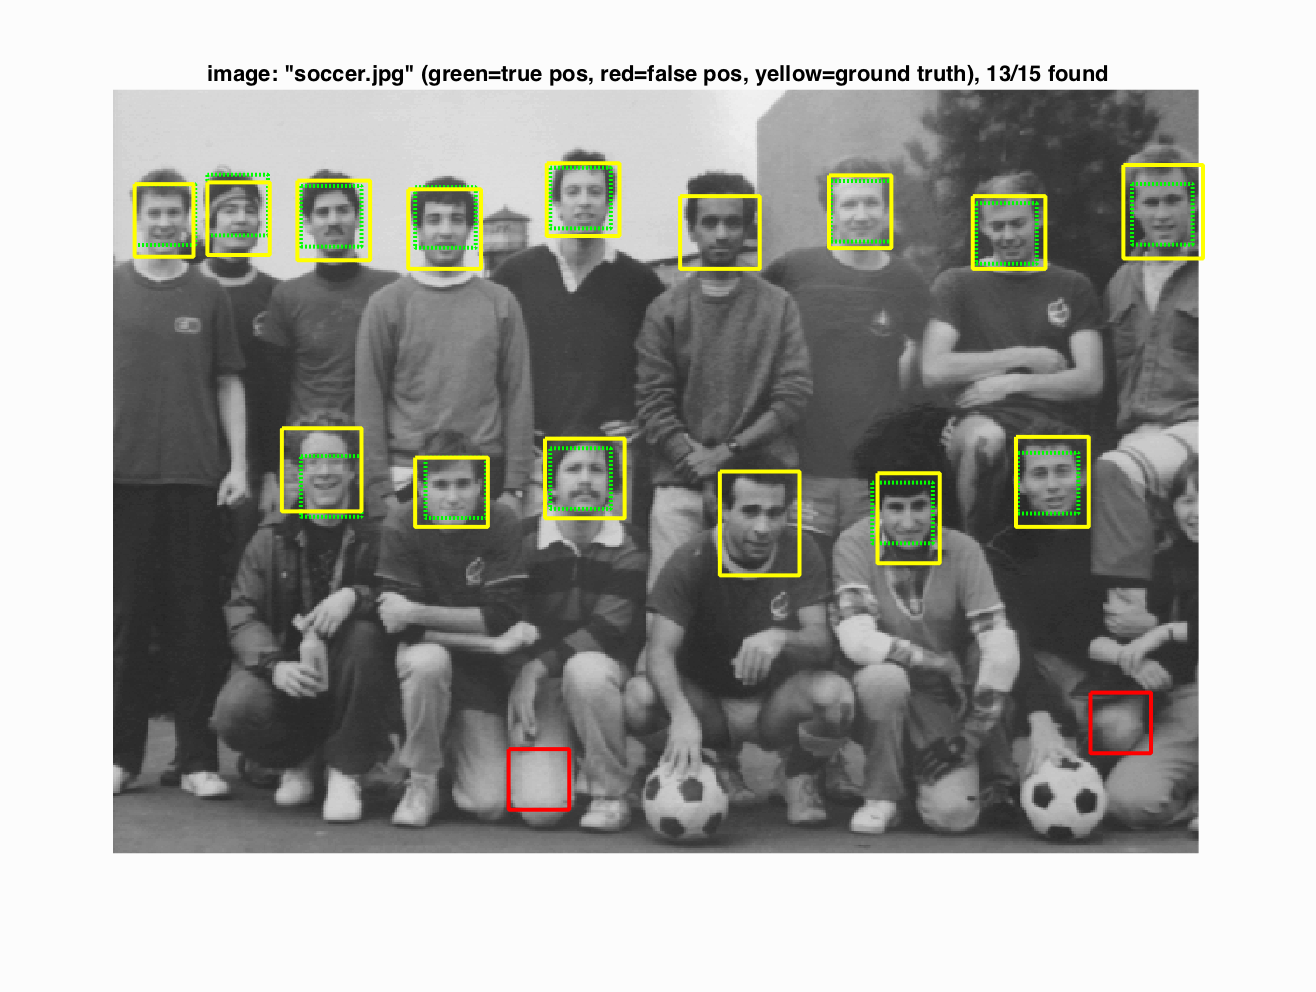 image: "soccer.jpg" (green=true pos, red=false pos, yellow=ground truth), 13/15 found